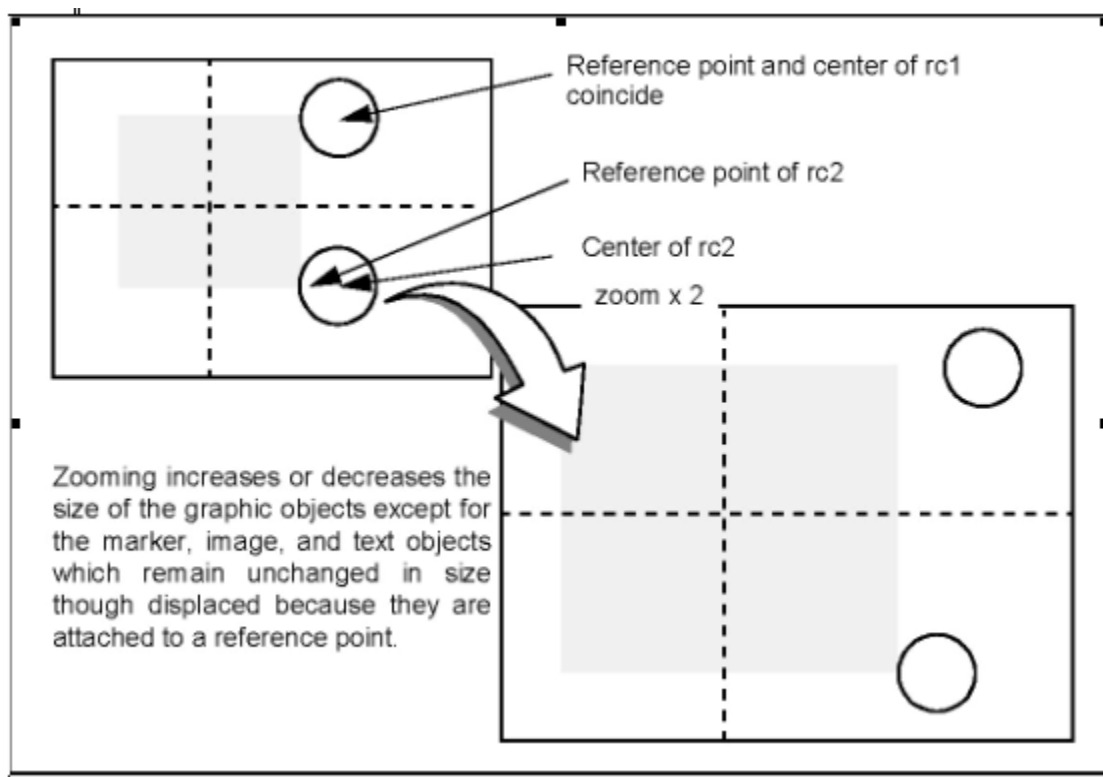 Reference point and center of rc1
coincide
Reference point of rc2
Center of rc2
zoom x 2
Zooming increases or decreases the
size of the graphic objects except for
the marker, image, and text objects
which remain unchanged in size
though displaced because they are
attached to a reference point.